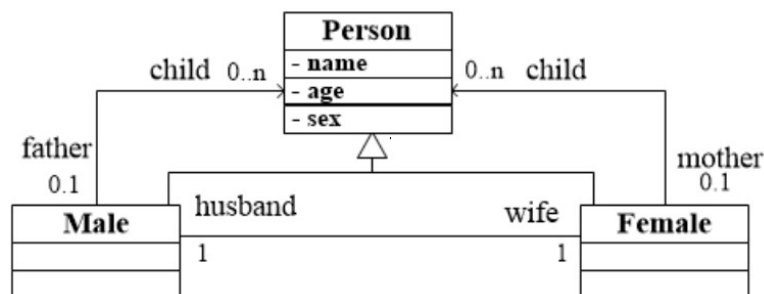 Person
- name
child 0..n
0..n child
- age
- sex
father
mother
0.1
0.1
Male
husband
wife
Female
1
1